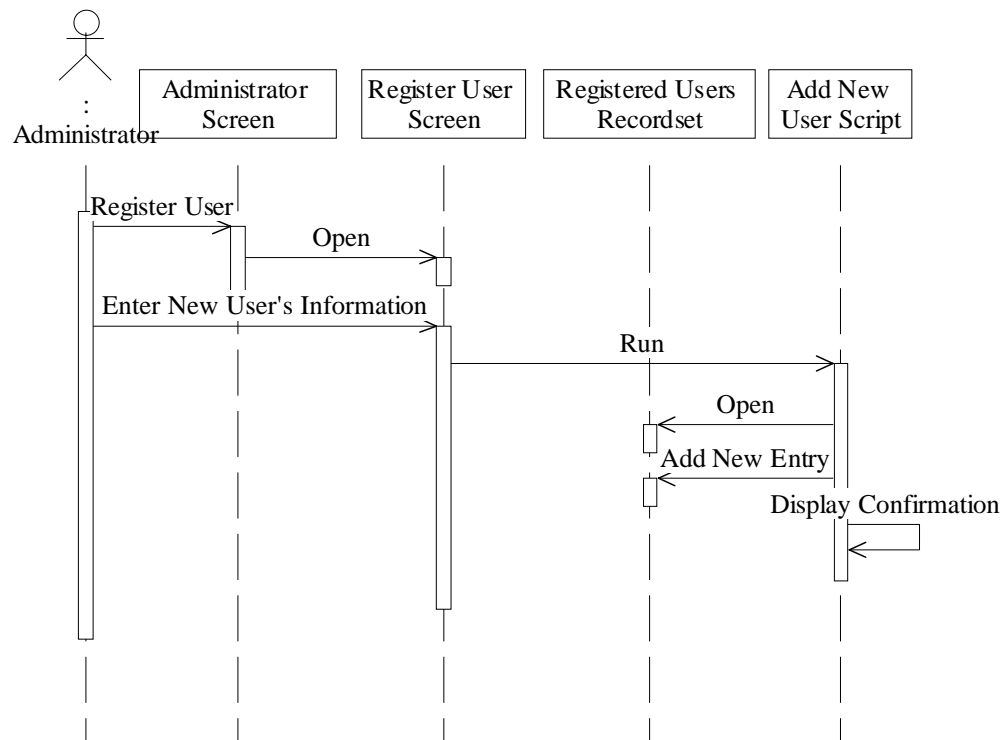 :
Administrator
Administrator
Screen
Register User
Screen
Registered Users
Recordset
Add New
User Script
Register User
Open
Enter New User's Information
Run
Open
Add New Entry
Display Confirmation